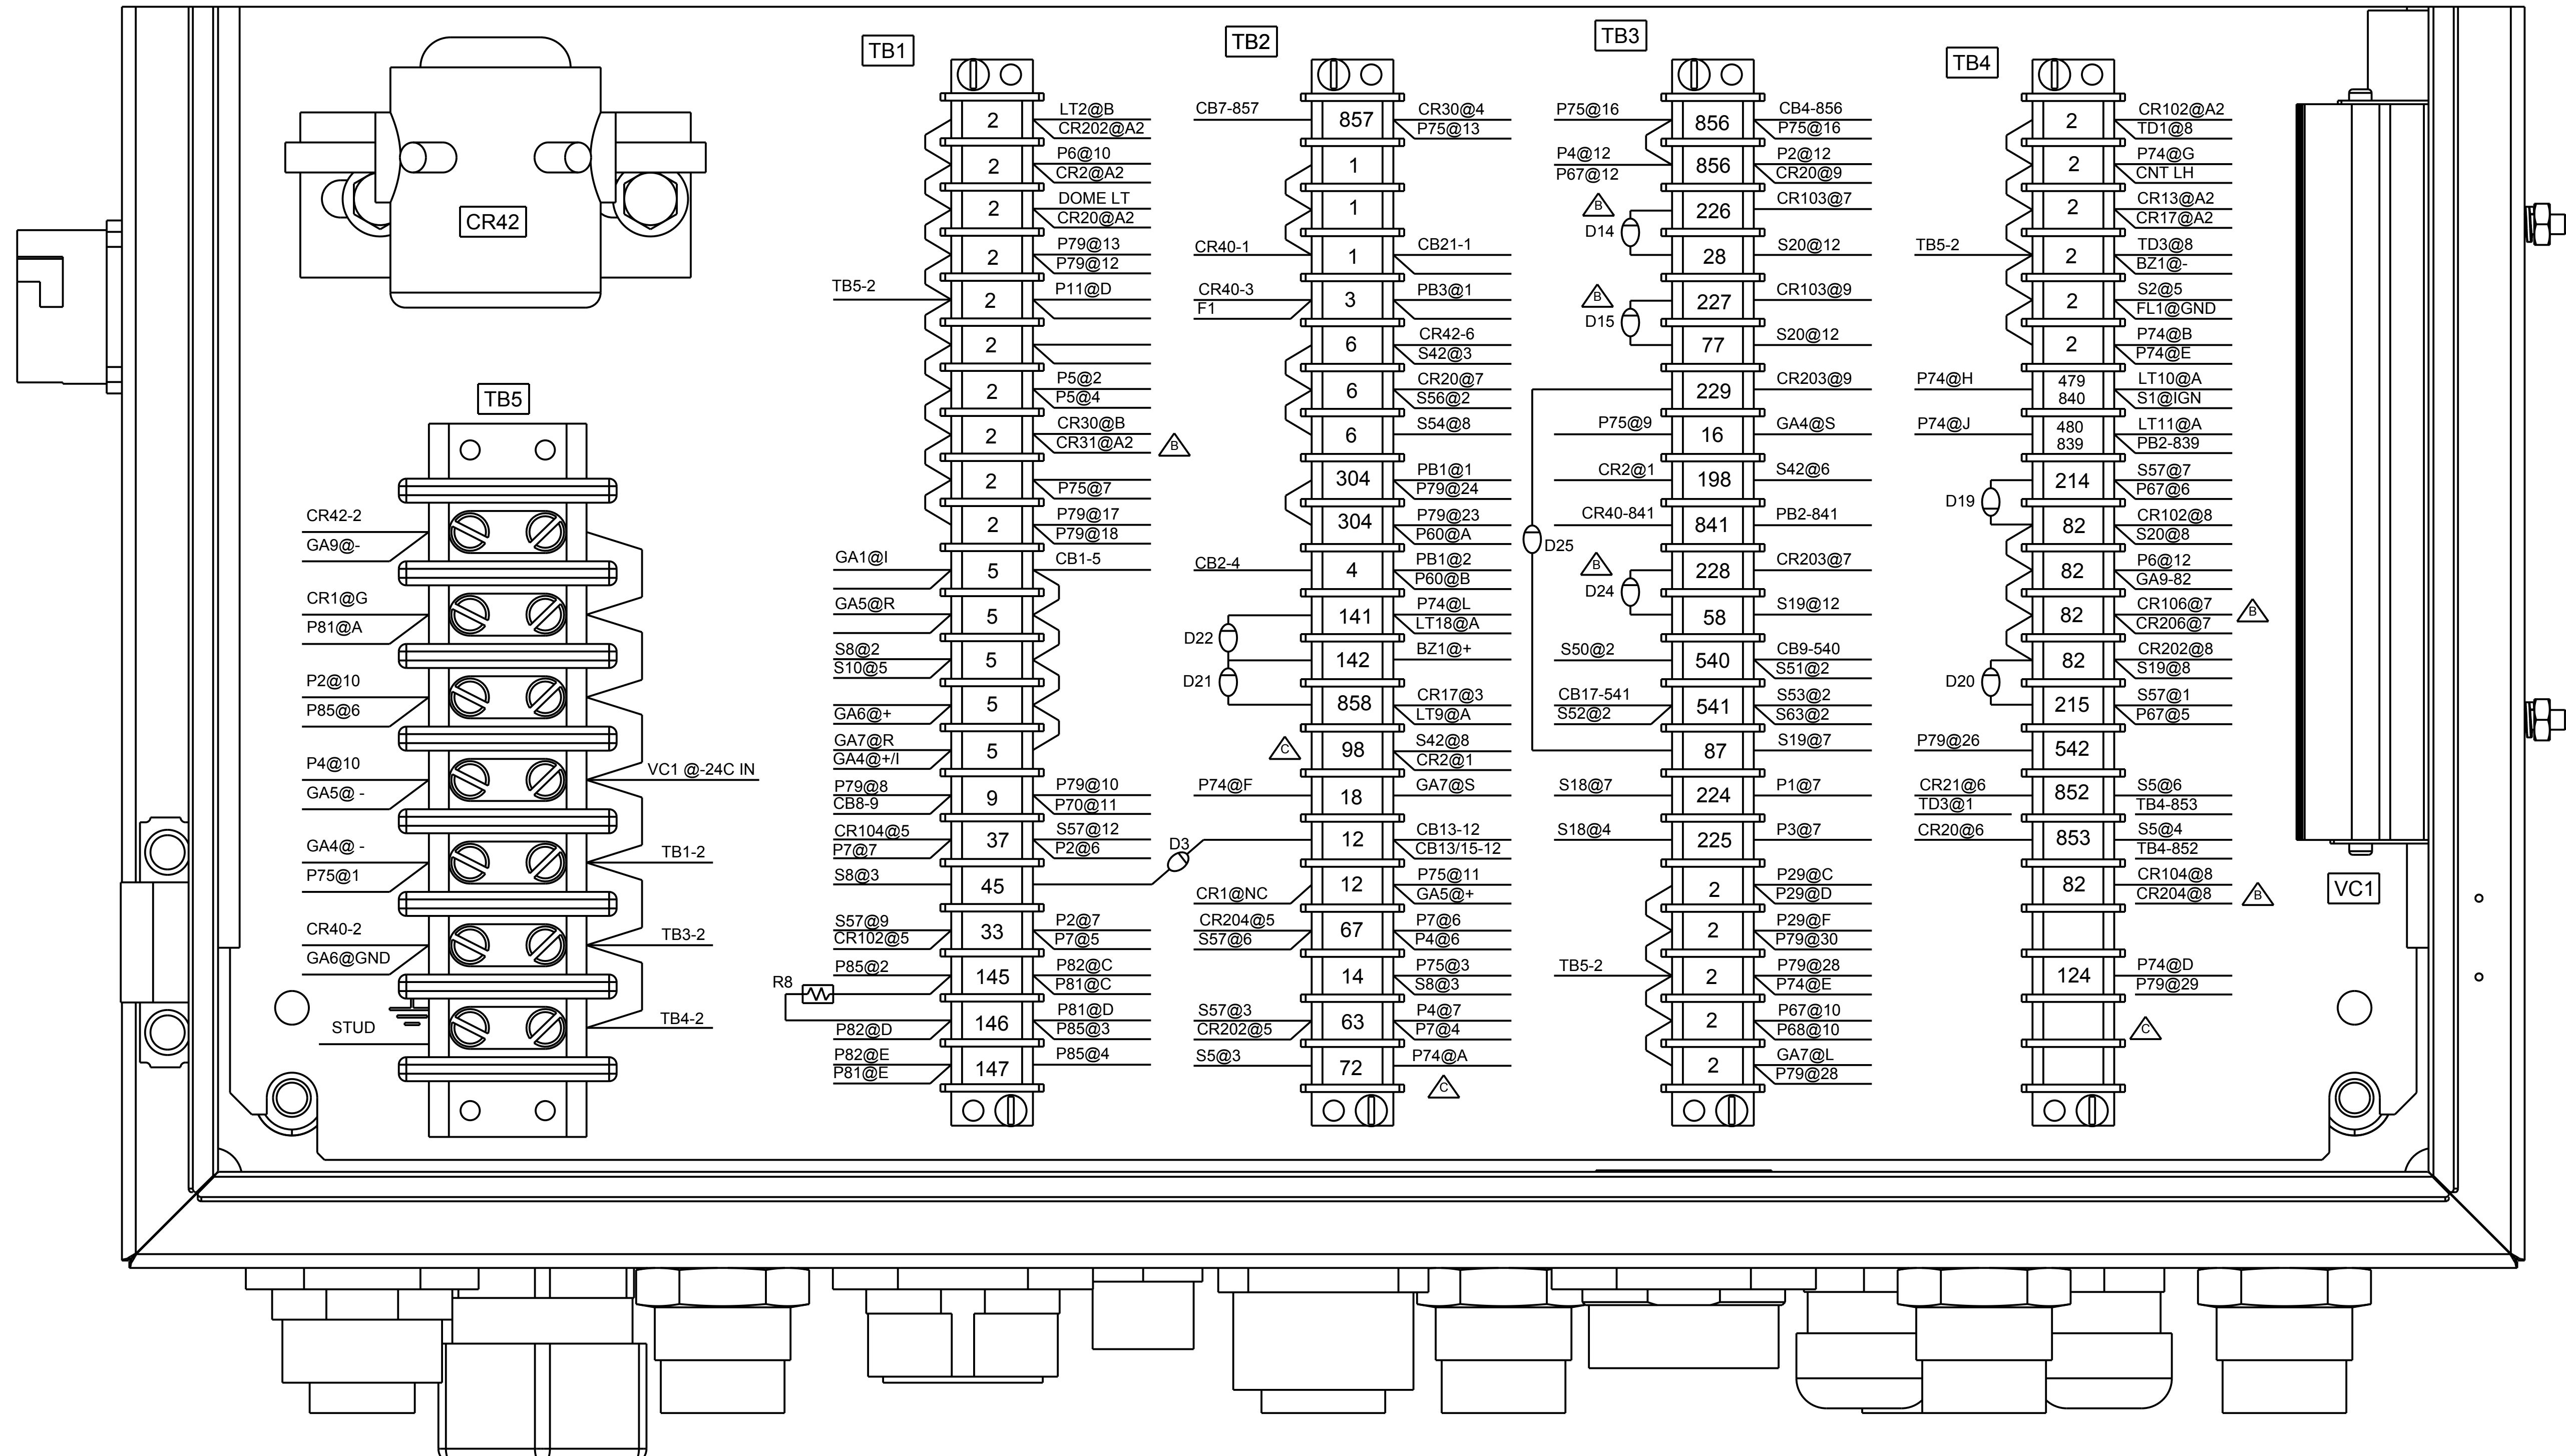 CR42
TB5
CR42-2
GA9@-
CR1@G
P81@A
P2@10
P85@6
P4@10
GA5@ -
VC1 @-24C IN
GA4@ -
P75@1
TB1-2
CR40-2
GA6@GND
TB3-2
STUD
TB4-2
TB1
2 LT2@B
CR202@A2
2 P6@10
CR2@A2
2 DOME LT
CR20@A2
2 P79@13
P79@12
TB5-2 2 P11@D
2
2 P5@2
P5@4
2 CR30@B
CR31@A2 B
2 P75@7
2 P79@17
P79@18
GA1@I 5 CB1-5
GA5@R 5
S8@2 5
S10@5
5
GA6@+
GA7@R 5
GA4@+/I
P79@8 9 P79@10
CB8-9 P70@11
CR104@5 37 S57@12
P7@7 P2@6
S8@3 45
S57@9 33 P2@7
CR102@5 P7@5
P85@2 145 P82@C
R8 P81@C
146 P81@D
P82@D P85@3
P82@E 147 P85@4
P81@E
TB2
CB7-857 857 CR30@4
P75@13
1
1
CR40-1 1 CB21-1
CR40-3 3 PB3@1
F1
6 CR42-6
S42@3
6 CR20@7
S56@2
6 S54@8
304 PB1@1
P79@24
304 P79@23
P60@A
CB2-4 4 PB1@2
P60@B
141 P74@L
D22 LT18@A
142 BZ1@+
D21
858 CR17@3
LT9@A
C 98 S42@8
CR2@1
P74@F 18 GA7@S
D3 12 CB13-12
CB13/15-12
12 P75@11
CR1@NC GA5@+
CR204@5 67 P7@6
S57@6 P4@6
14 P75@3
S8@3
S57@3 63 P4@7
CR202@5 P7@4
S5@3 72 P74@A
C
TB3
P75@16 856 CB4-856
P75@16
P4@12 856 P2@12
P67@12 CR20@9
B 226 CR103@7
D14
28 S20@12
B 227 CR103@9
D15
77 S20@12
229 CR203@9
P75@9 16 GA4@S
CR2@1 198 S42@6
CR40-841 841 PB2-841
D25
B 228 CR203@7
D24
58 S19@12
S50@2 540 CB9-540
S51@2
CB17-541 541 S53@2
S52@2 S63@2
87 S19@7
S18@7 224 P1@7
S18@4 225 P3@7
2 P29@C
P29@D
2 P29@F
P79@30
TB5-2 2 P79@28
P74@E
2 P67@10
P68@10
2 GA7@L
P79@28
TB4
2 CR102@A2
TD1@8
2 P74@G
CNT LH
2 CR13@A2
CR17@A2
TB5-2 2 TD3@8
BZ1@-
2 S2@5
FL1@GND
2 P74@B
P74@E
P74@H 479 LT10@A
840 S1@IGN
P74@J 480 LT11@A
839 PB2-839
214 S57@7
D19 P67@6
82 CR102@8
S20@8
82 P6@12
GA9-82
82 CR106@7
CR206@7 B
82 CR202@8
D20 S19@8
215 S57@1
P67@5
P79@26 542
CR21@6 852 S5@6
TD3@1 TB4-853
CR20@6 853 S5@4
TB4-852
82 CR104@8
CR204@8 B
124 P74@D
P79@29
C
VC1